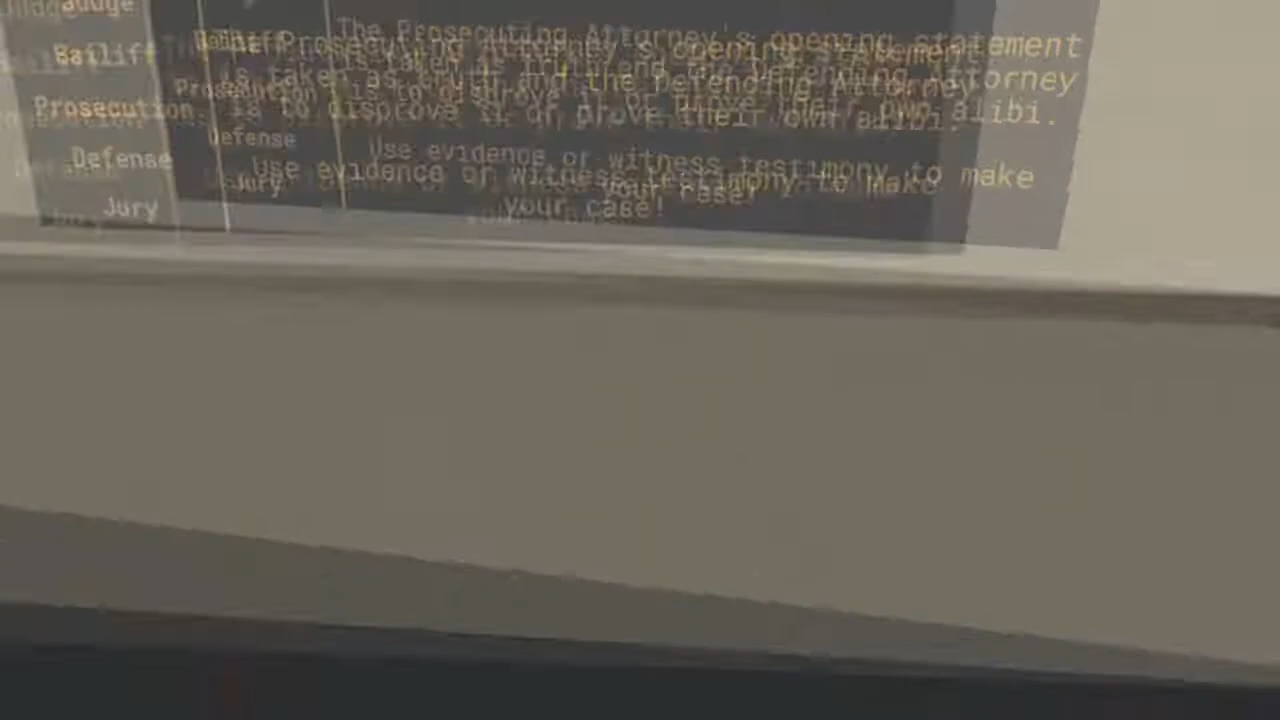 Judge
Bailiff
Prosecution
Defense
Jury
The Prosecuting Attorney's opening statement
is taken as truth and the Defending Attorney
is to disprove it or prove their own alibi.
Use evidence or witness testimony to make
your case!